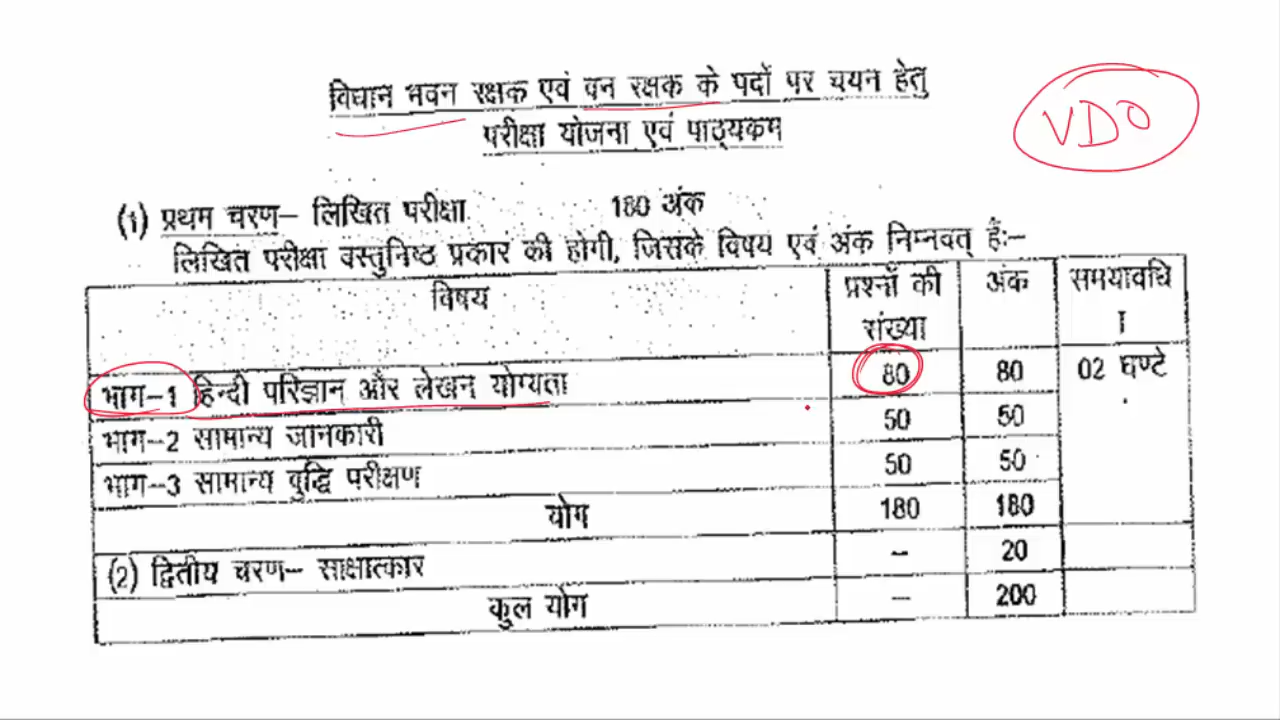 विधान भवन रक्षक एवं वन रक्षक के पदों पर चयन हेतु
परीक्षा योजना एवं पाठ्यकम
VDO
(1) प्रथम चरण– लिखित परीक्षा 180 अंक
लिखित परीक्षा वस्तुनिष्ठ प्रकार की होगी, जिसके विषय एवं अंक निम्नवत् हैं:–
विषय प्रश्नों की संख्या अंक समयावधि ।
भाग–1 हिन्दी परिज्ञान और लेखन योग्यता 80 80 02 घण्टे
भाग–2 सामान्य जानकारी 50 50
भाग–3 सामान्य बुद्धि परीक्षण 50 50
योग 180 180
(2) द्वितीय चरण– साक्षात्कार – 20
कुल योग – 200